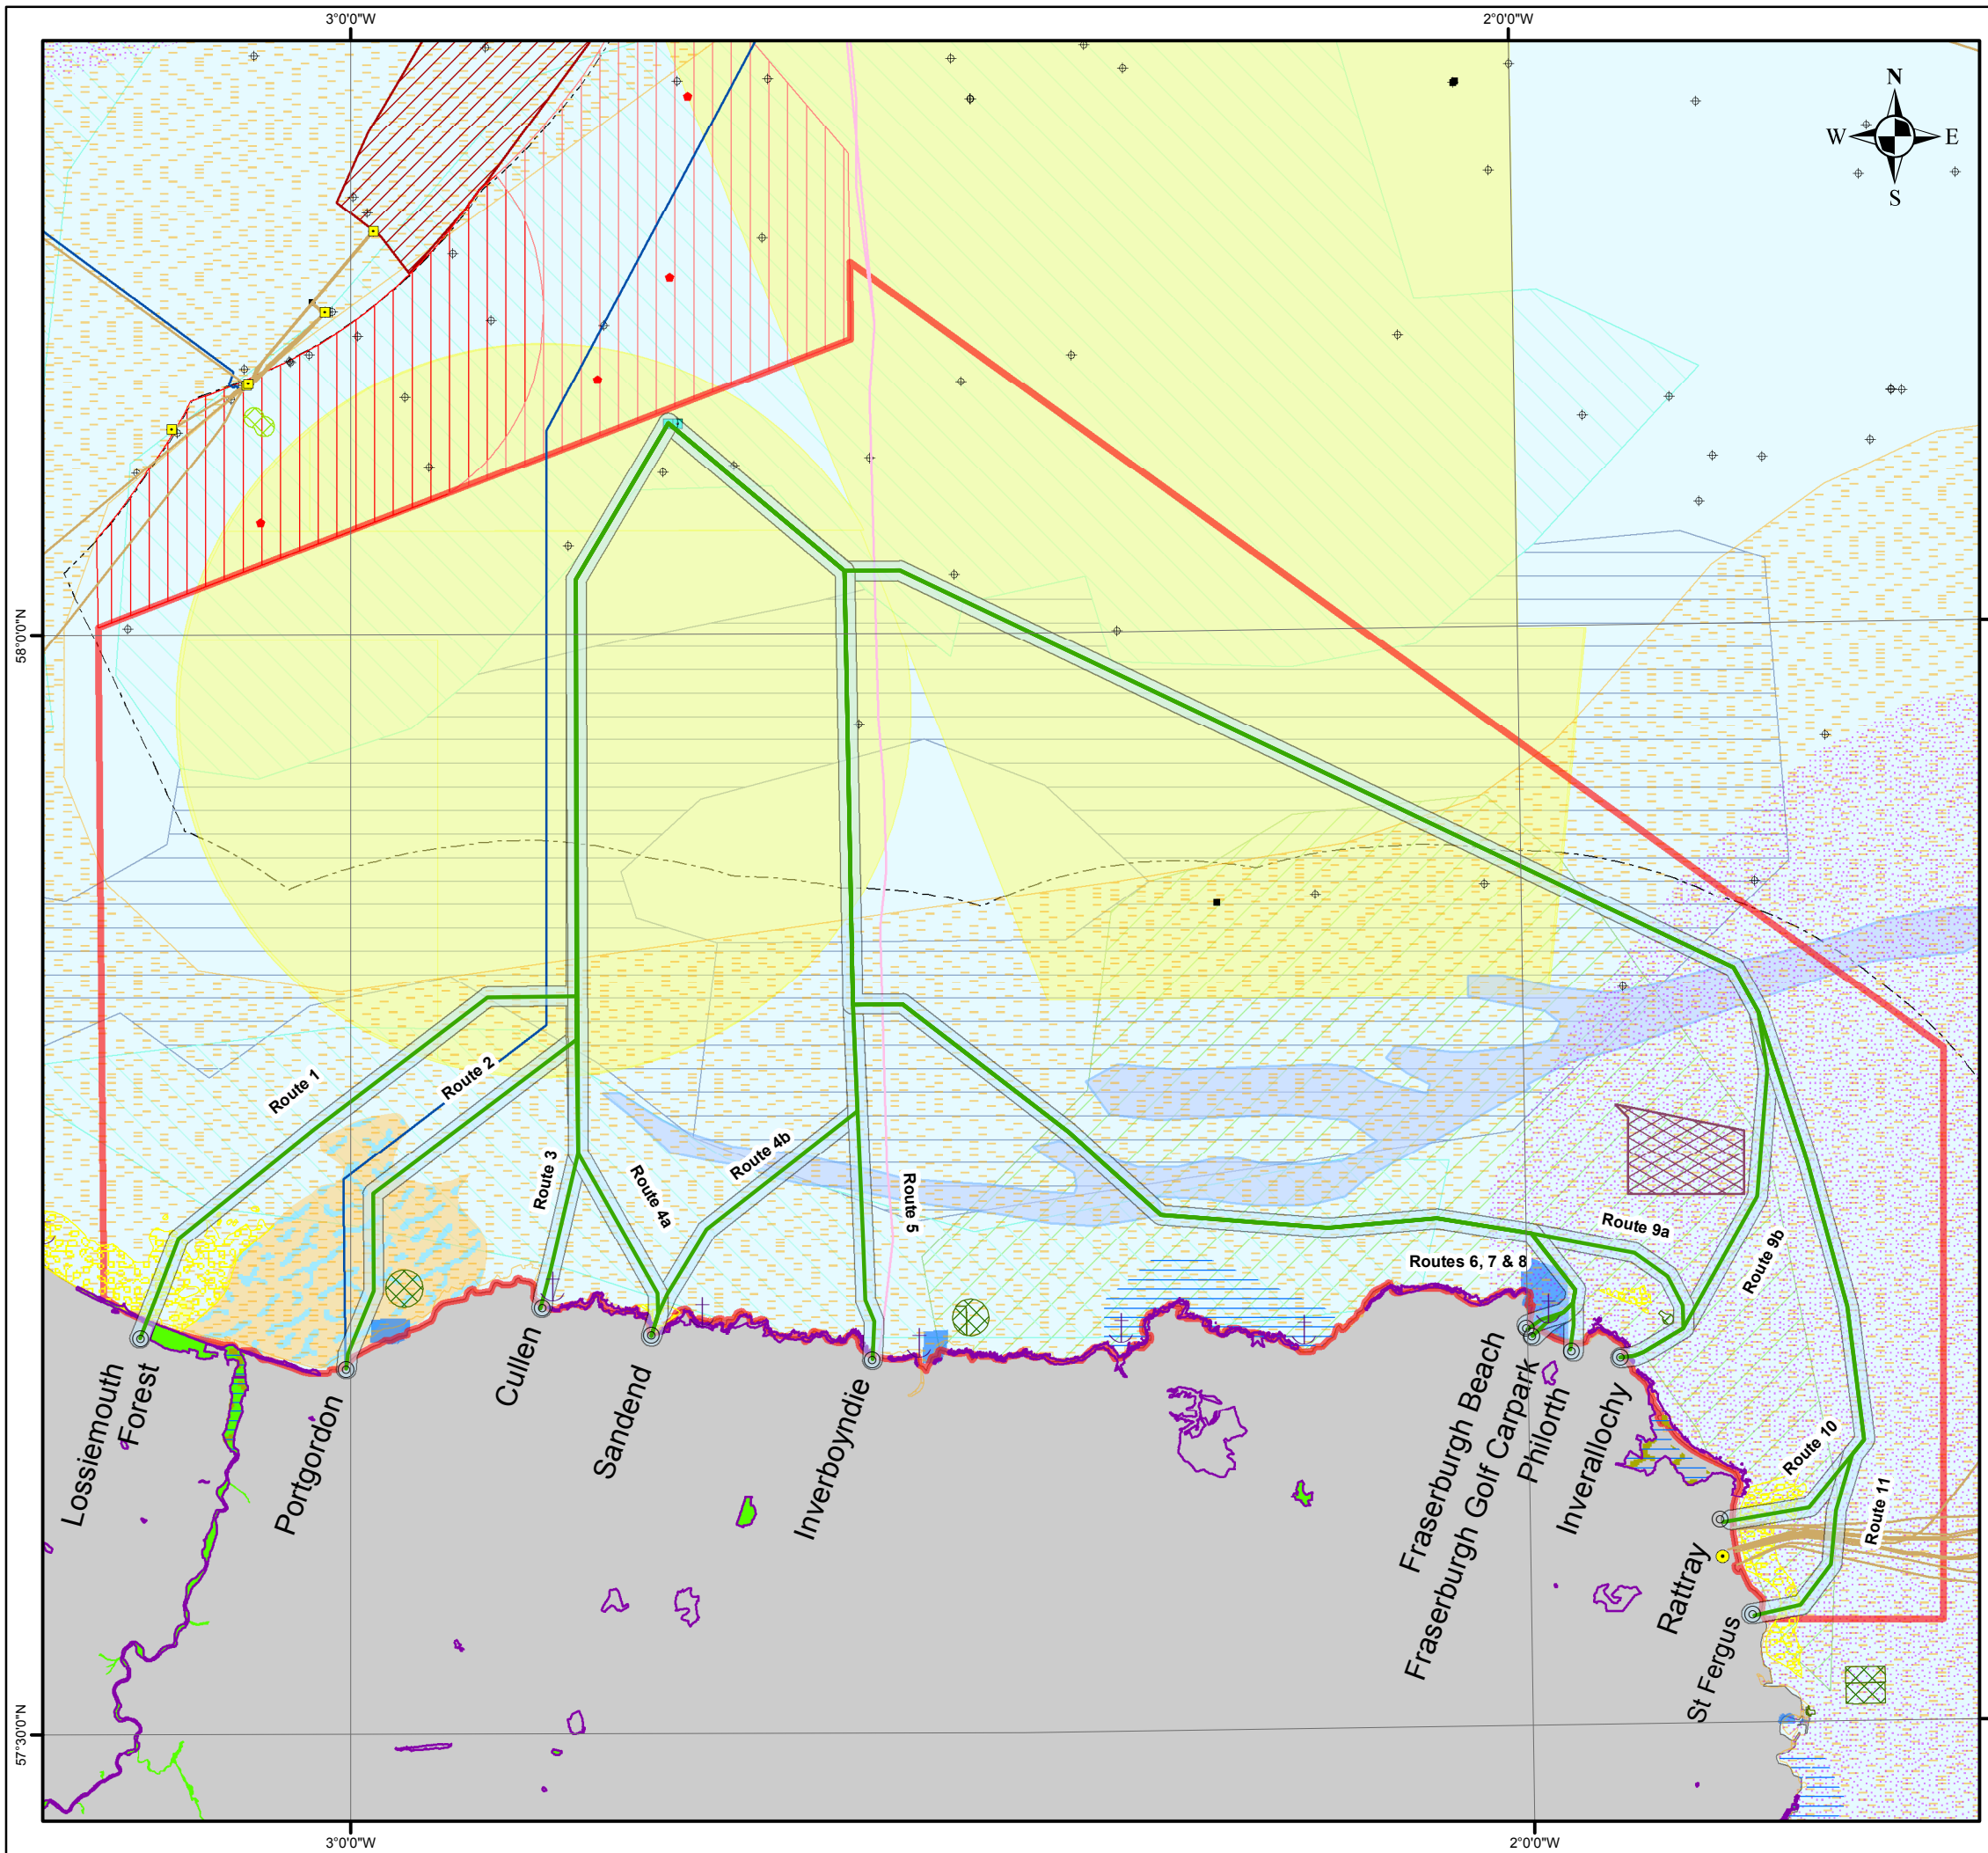 3°0'0"W
2°0'0"W
N
W
E
S
58°0'0"N
Route 1
Route 2
Route 3
Route 4a
Route 4b
Route 5
Route 9a
Routes 6, 7 & 8
Route 9b
Route 10
Route 11
Lossiemouth
Forest
Portgordon
Cullen
Sandend
Inverboyndie
Fraserburgh Beach
Fraserburgh Golf Carpark
Philorth
Inverallochy
Rattray
St Fergus
57°30'0"N
3°0'0"W
2°0'0"W